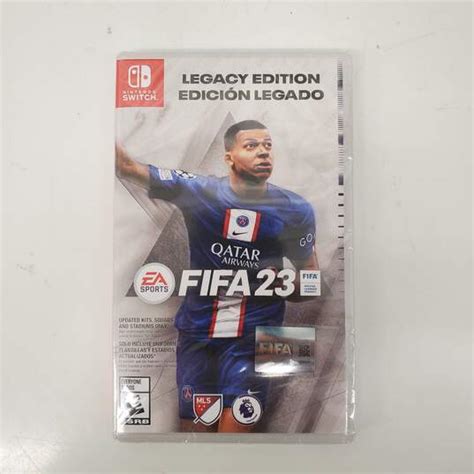 NINTENDO
SWITCH
LEGACY EDITION
EDICIÓN LEGADO
QATAR
AIRWAYS
EA
SPORTS
FIFA 23
FIFA
UPDATED KITS, SQUADS
AND STADIUMS ONLY
SOLO INCLUYE UNIFORMES,
PLANTILLAS Y ESTADIOS
ACTUALIZADOS
FIFA
EVERYONE
E
ESRB
MLS